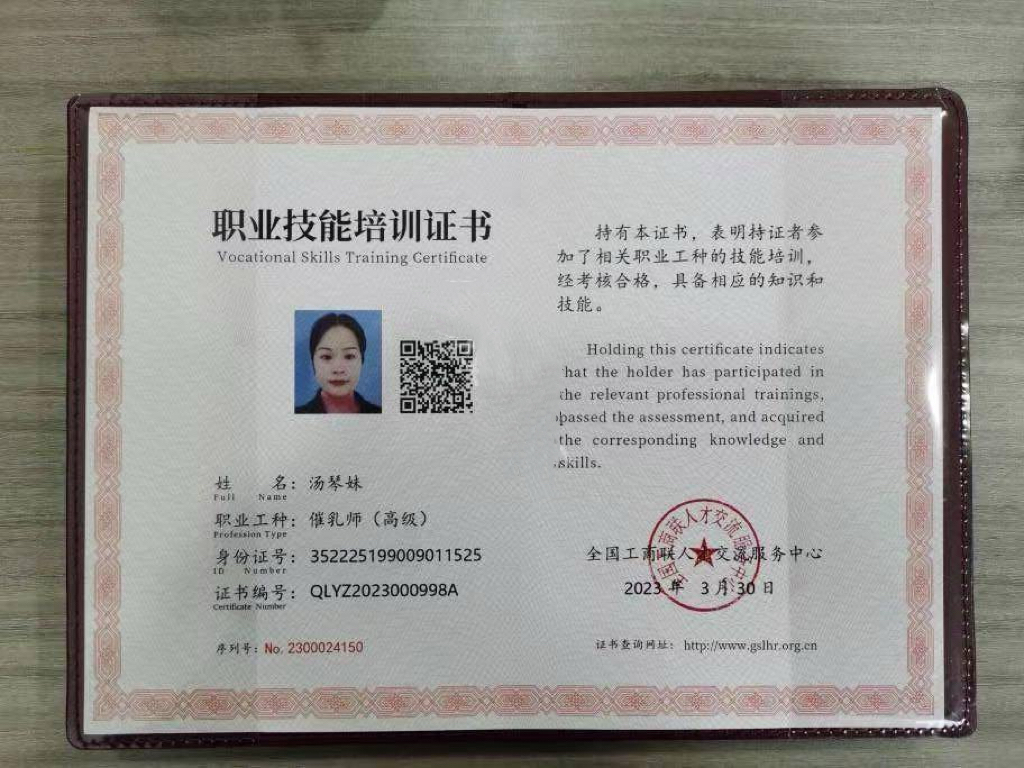 职业技能培训证书
Vocational Skills Training Certificate
姓 名：汤琴妹
Full Name
职业工种：催乳师（高级）
Profession Type
身份证号：352225199009011525
ID Number
证书编号：QLYZ2023000998A
Certificate Number
序列号：No. 2300024150
持有本证书，表明持证者参
加了相关职业工种的技能培训，
经考核合格，具备相应的知识和
技能。
Holding this certificate indicates
hat the holder has participated in
the relevant professional trainings,
passed the assessment, and acquired
the corresponding knowledge and
skills.
全国工商联人才交流服务中心
2023 年 3 月 30 日
证书查询网址：http://www.gslhr.org.cn